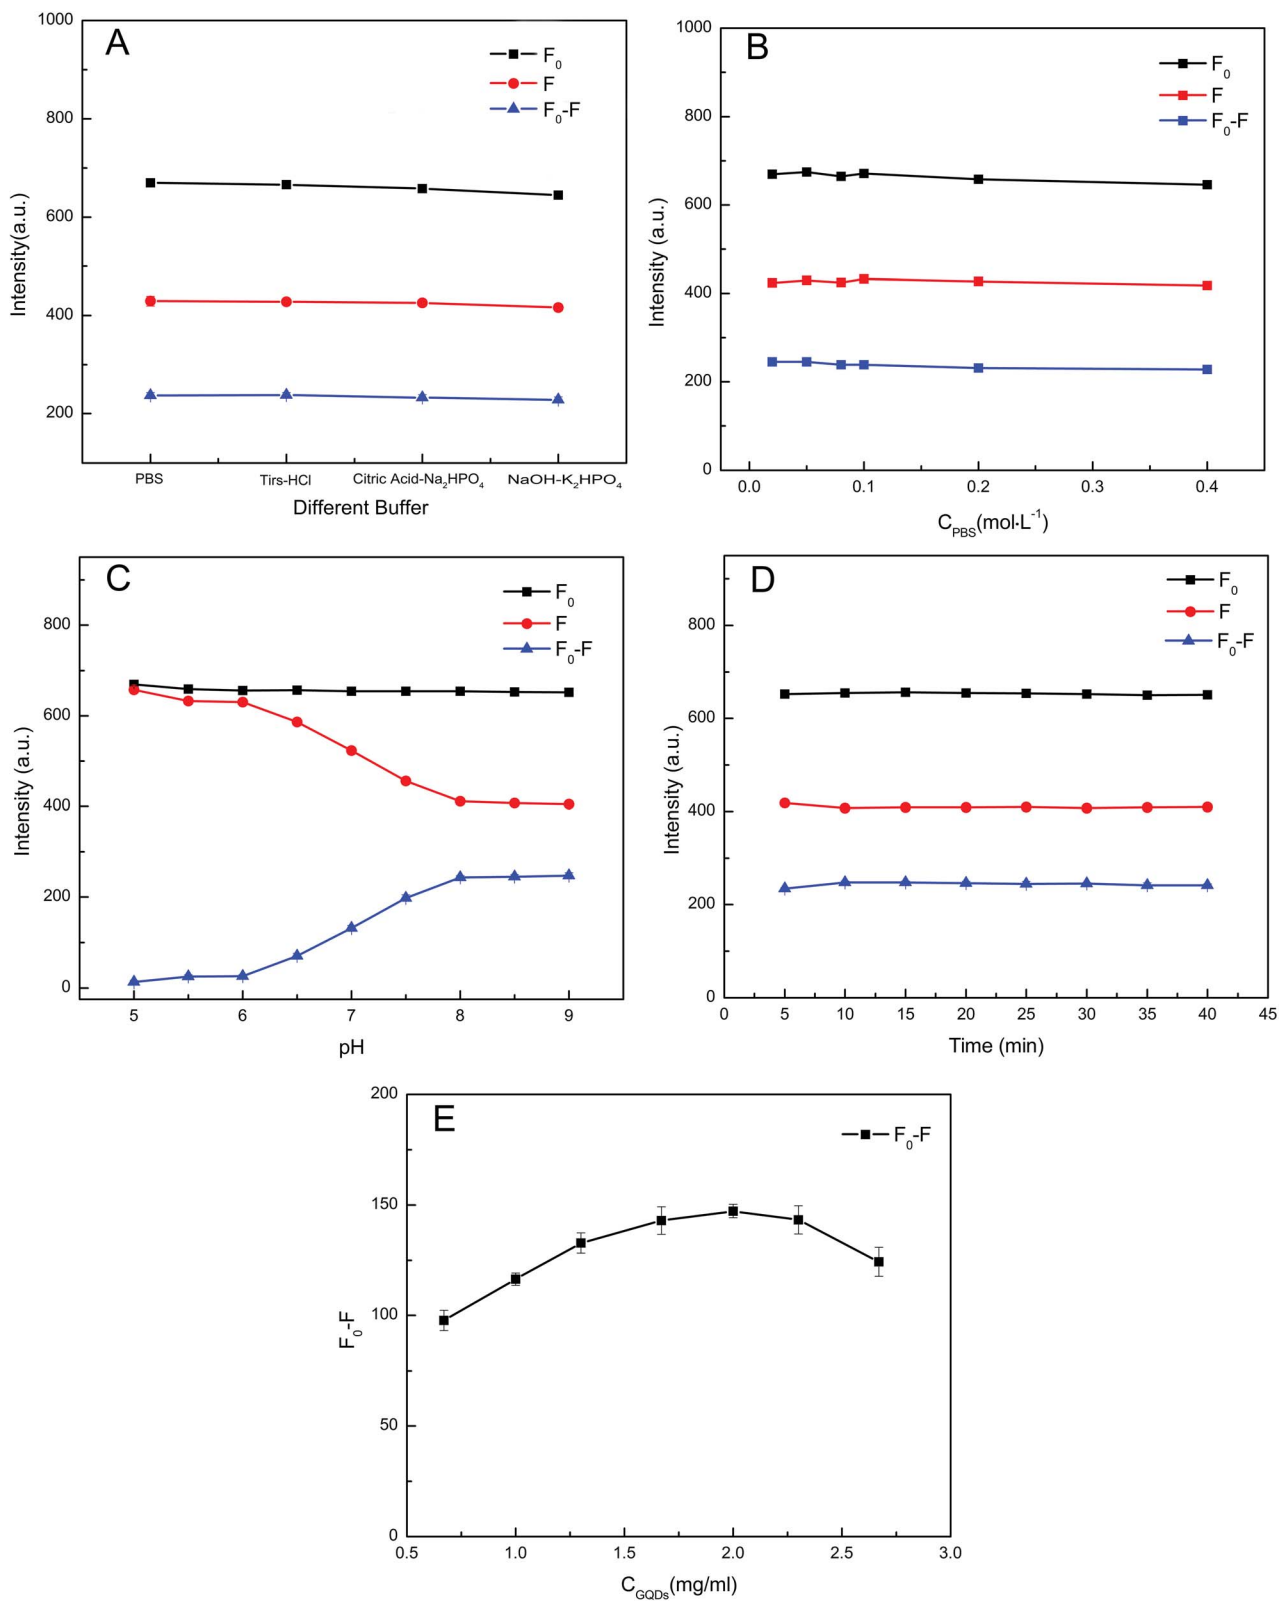 A
F₀
F
F₀-F
1000
800
600
400
200
Intensity(a.u.)
PBS Tirs-HCl Citric Acid-Na₂HPO₄ NaOH-K₂HPO₄
Different Buffer
B
F₀
F
F₀-F
1000
800
600
400
200
0
Intensity (a.u.)
0.0 0.1 0.2 0.3 0.4
C_PBS(mol·L⁻¹)
C
F₀
F
F₀-F
800
600
400
200
0
Intensity (a.u.)
5 6 7 8 9
pH
D
F₀
F
F₀-F
800
600
400
200
0
Intensity (a.u.)
0 5 10 15 20 25 30 35 40 45
Time (min)
E
F₀-F
200
150
100
50
0
F₀-F
0.5 1.0 1.5 2.0 2.5 3.0
C_GQDs(mg/ml)